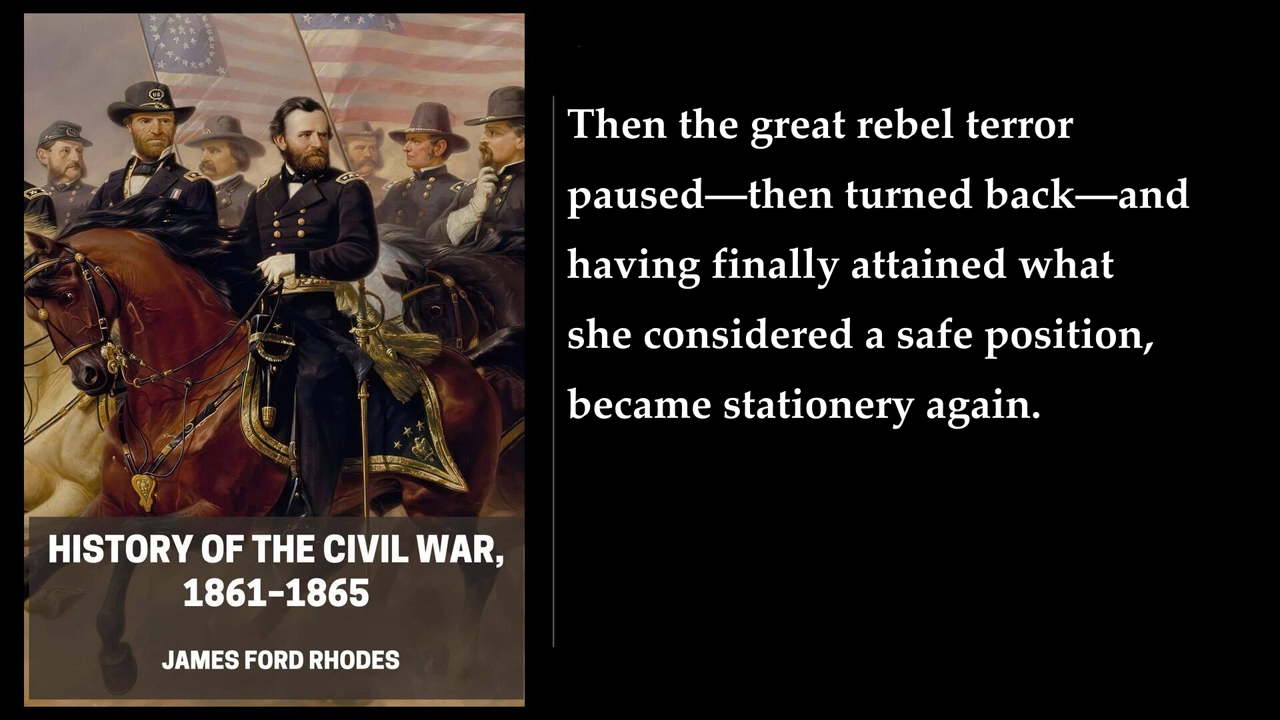 Then the great rebel terror
paused—then turned back—and
having finally attained what
she considered a safe position,
became stationery again.
HISTORY OF THE CIVIL WAR,
1861–1865
JAMES FORD RHODES